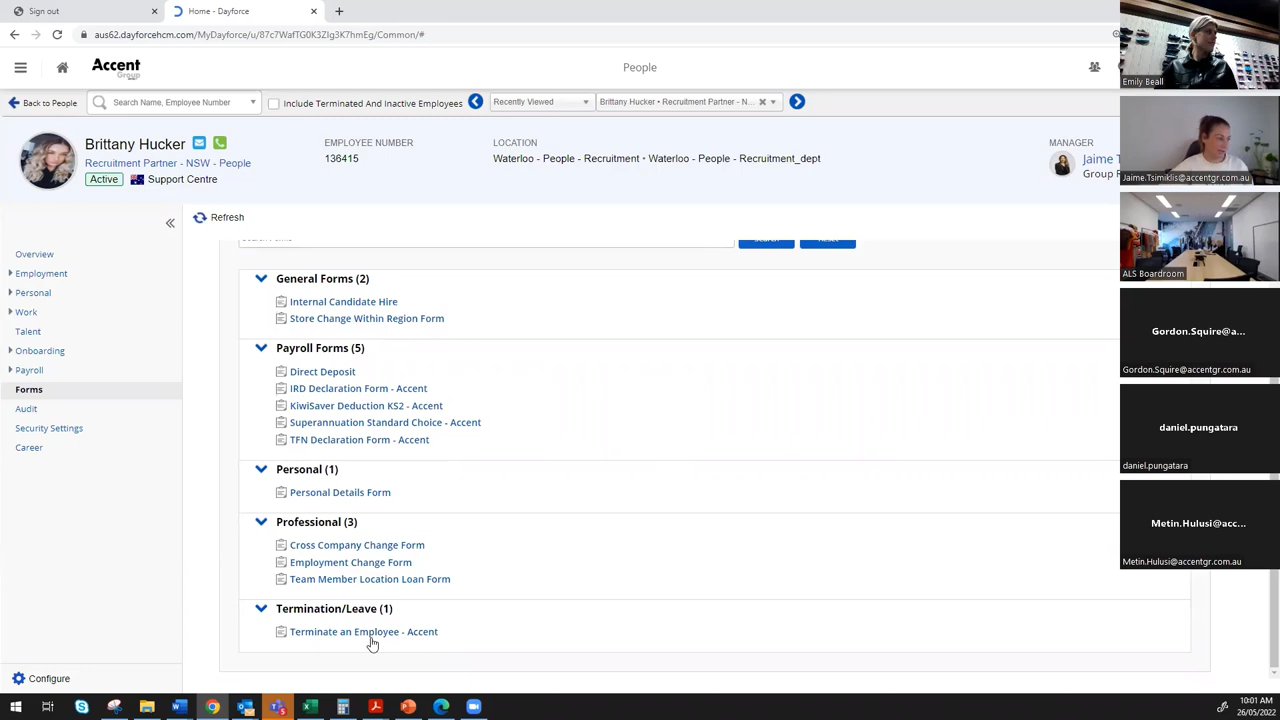 Sign out
Home - Dayforce
aus62.dayforcehcm.com/MyDayforce/u/87c7WafTG0K3ZIg3K7hmEg/Common/#
Accent
Group
People
Back to People
Search Name, Employee Number
Include Terminated And Inactive Employees
Recently Viewed
Brittany Hucker • Recruitment Partner - N...
Brittany Hucker
Recruitment Partner - NSW - People
Active
Support Centre
EMPLOYEE NUMBER
136415
LOCATION
Waterloo - People - Recruitment • Waterloo - People - Recruitment_dept
MANAGER
Jaime T
Group F
Refresh
Overview
Employment
Personal
Work
Talent
Onboarding
Payroll
Forms
Audit
Security Settings
Career
Configure
General Forms (2)
Internal Candidate Hire
Store Change Within Region Form
Payroll Forms (5)
Direct Deposit
IRD Declaration Form - Accent
KiwiSaver Deduction KS2 - Accent
Superannuation Standard Choice - Accent
TFN Declaration Form - Accent
Personal (1)
Personal Details Form
Professional (3)
Cross Company Change Form
Employment Change Form
Team Member Location Loan Form
Termination/Leave (1)
Terminate an Employee - Accent
Emily Beall
Jaime.Tsimiklis@accentgr.com.au
ALS Boardroom
Gordon.Squire@a...
Gordon.Squire@accentgr.com.au
daniel.pungatara
daniel.pungatara
Metin.Hulusi@acc...
Metin.Hulusi@accentgr.com.au
10:01 AM
26/05/2022